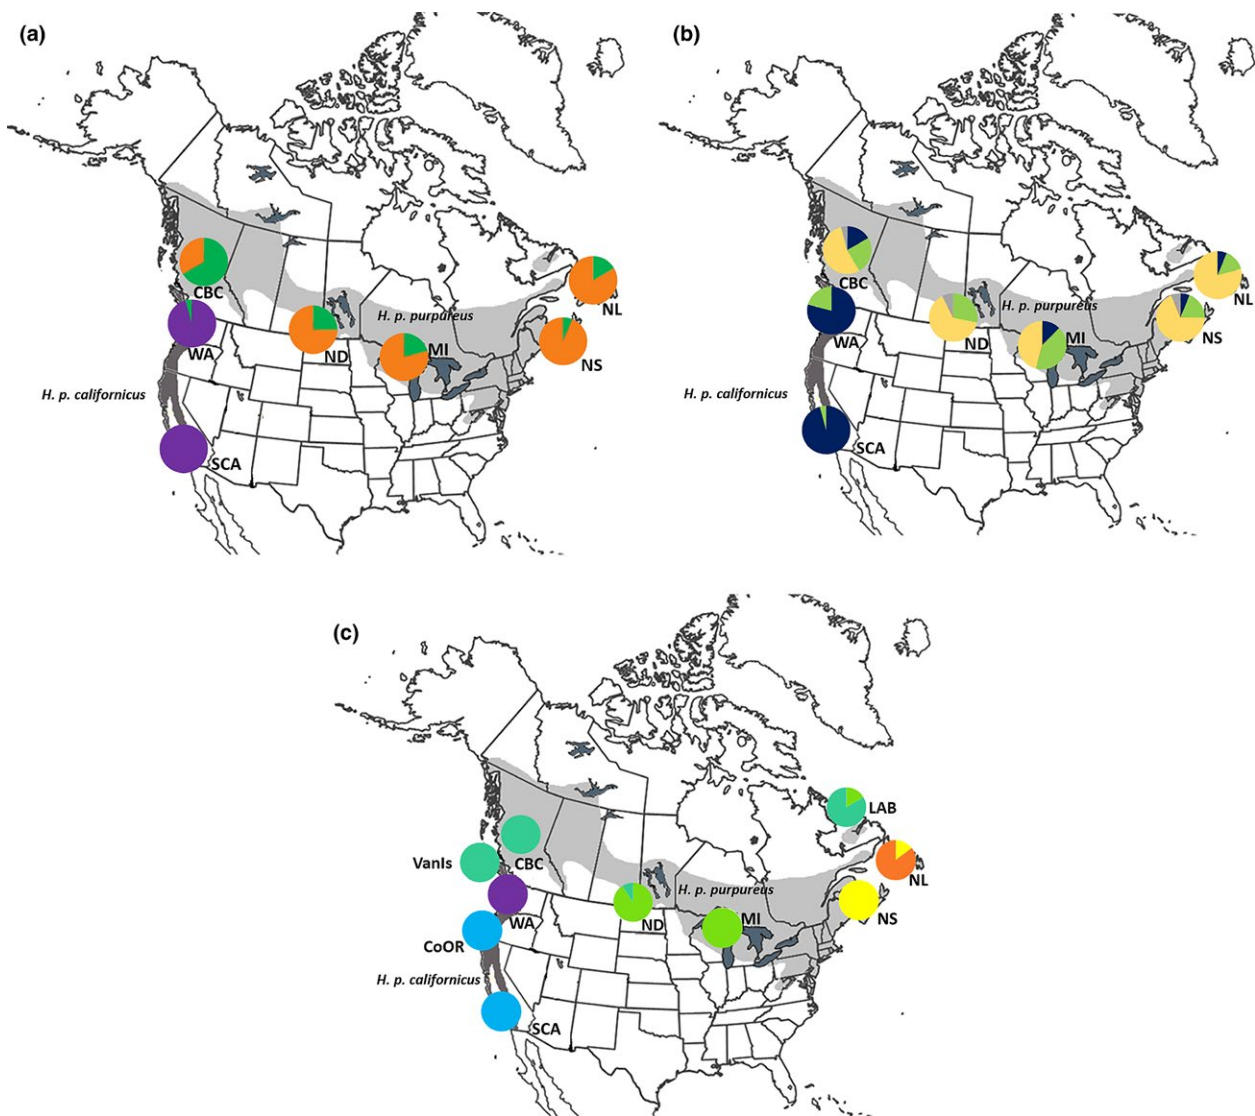 (a)
CBC
NL
H. p. purpureus
WA
ND
MI
NS
H. p. californicus
SCA
(b)
CBC
NL
H. p. purpureus
WA
ND
MI
NS
H. p. californicus
SCA
(c)
LAB
VanIs
CBC
H. p. purpureus
NL
WA
ND
MI
NS
CoOR
H. p. californicus
SCA